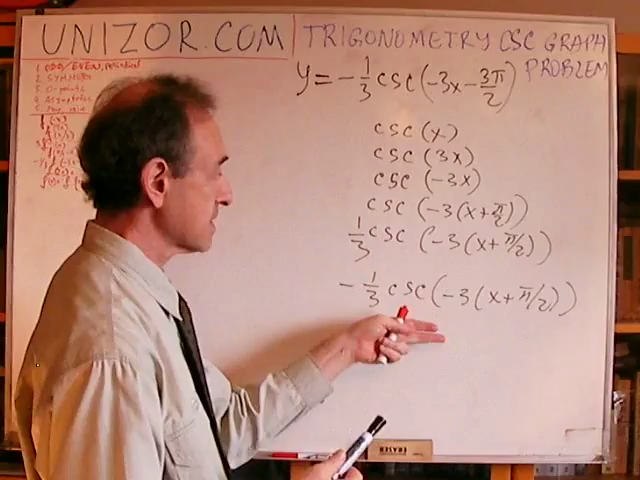 UNIZOR.COM
TRIGONOMETRY CSC GRAPH
PROBLEM
y = -1/3 csc(-3x - 3π/2)
csc (x)
csc (3x)
csc (-3x)
csc (-3(x+π/2))
1/3 csc (-3(x+π/2))
-1/3 csc(-3(x+π/2))
1 ODD/EVEN, periodical
2 SYMMETRY
3 0-points
4 Asymptotes
ERASER